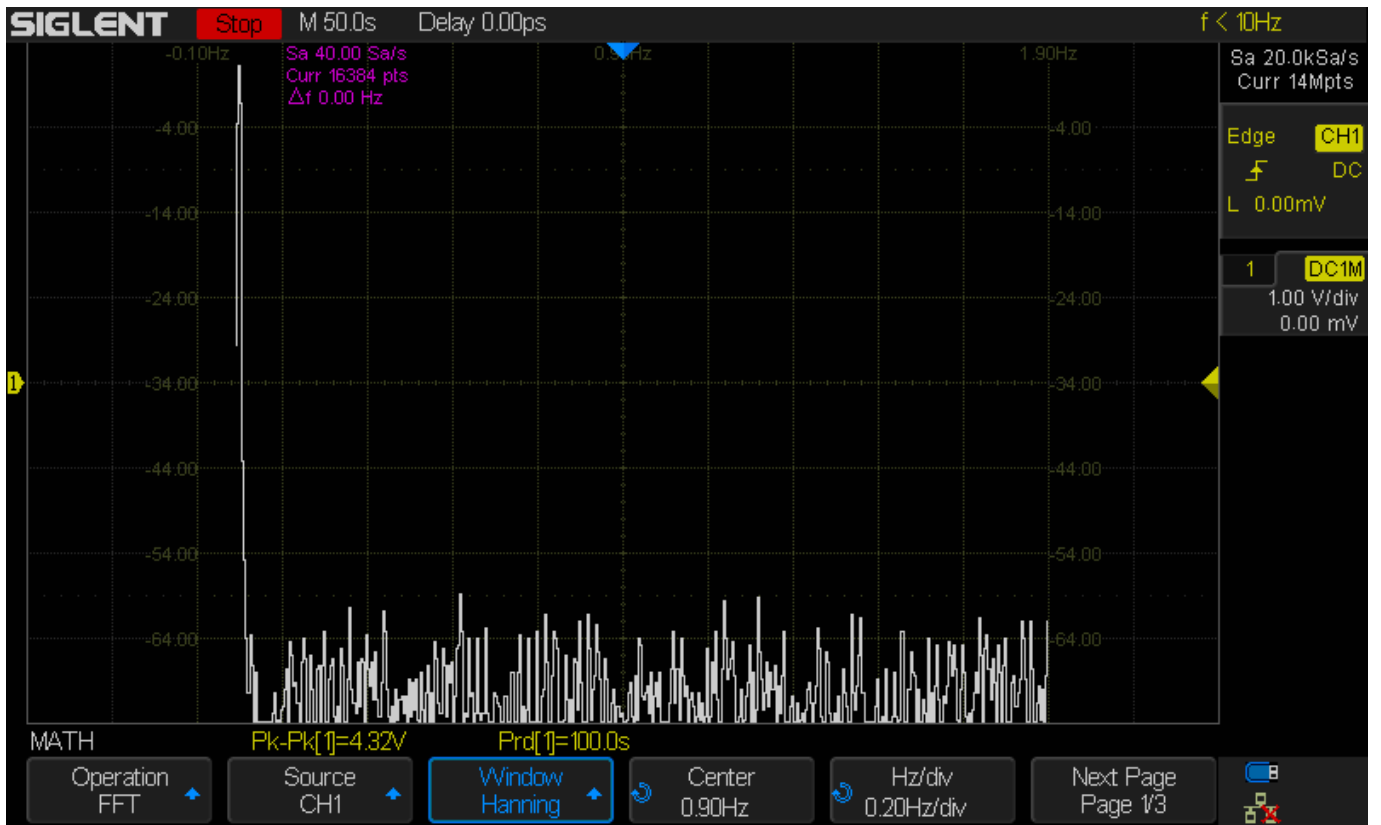 SIGLENT Stop M 50.0s Delay 0.00ps f < 10Hz
-0.10Hz Sa 40.00 Sa/s 1.90Hz Sa 20.0kSa/s
Curr 16384 pts Curr 14Mpts
Δf 0.00 Hz
-4.00 -4.00 Edge CH1
DC
-14.00 -14.00 L 0.00mV
1 DC1M
-24.00 -24.00 1.00 V/div
0.00 mV
1 -34.00 -34.00
-44.00 -44.00
-54.00 -54.00
-64.00 -64.00
MATH Pk-Pk[1]=4.32V Prd[1]=100.0s
Operation Source Window Center Hz/div Next Page
FFT CH1 Hanning 0.90Hz 0.20Hz/div Page 1/3